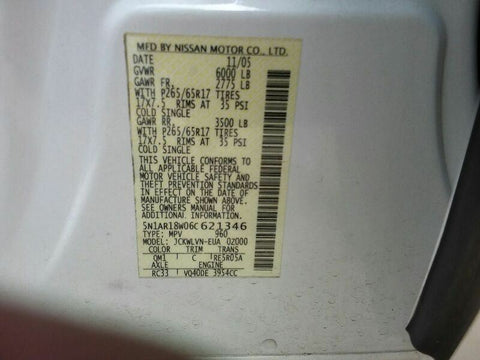 MFD BY NISSAN MOTOR CO., LTD.
DATE 11/05
GVWR 6000 LB
GAWR FR. 2775 LB
WITH P265/65R17 TIRES
17X7.5 RIMS AT 35 PSI
COLD SINGLE
GAWR RR. 3500 LB
WITH P265/65R17 TIRES
17X7.5 RIMS AT 35 PSI
COLD SINGLE
THIS VEHICLE CONFORMS TO
ALL APPLICABLE FEDERAL
MOTOR VEHICLE SAFETY AND
THEFT PREVENTION STANDARDS
IN EFFECT ON THE DATE OF
MANUFACTURE SHOWN ABOVE.
SEE OWNERS MANUAL FOR
ADDITIONAL INFORMATION.
5N1AR18W06C621346
TYPE: MPV 960
MODEL: JCKWLVN-EUA 02000
COLOR TRIM TRANS
QM1 C RE5R05A
AXLE ENGINE
RC33 VQ40DE 3954CC